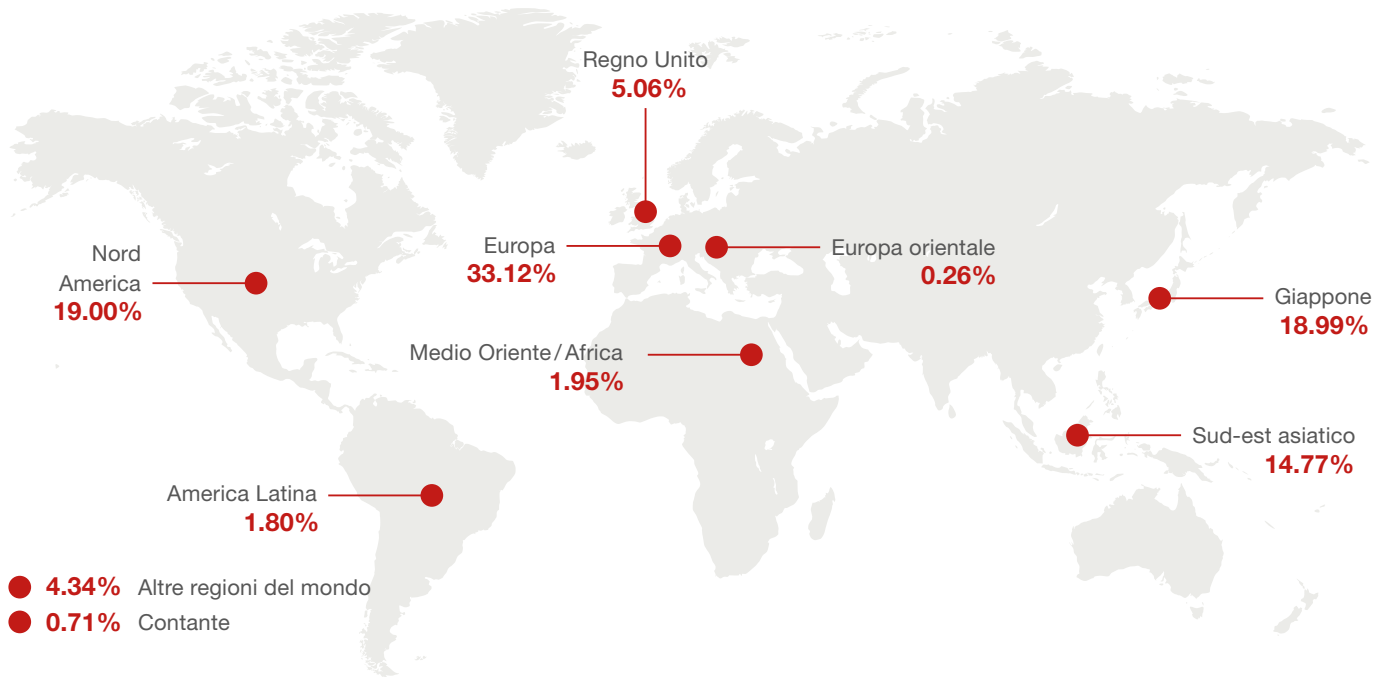 Regno Unito
5.06%
Nord
America
19.00%
Europa
33.12%
Europa orientale
0.26%
Giappone
18.99%
Medio Oriente/Africa
1.95%
Sud-est asiatico
14.77%
America Latina
1.80%
4.34% Altre regioni del mondo
0.71% Contante